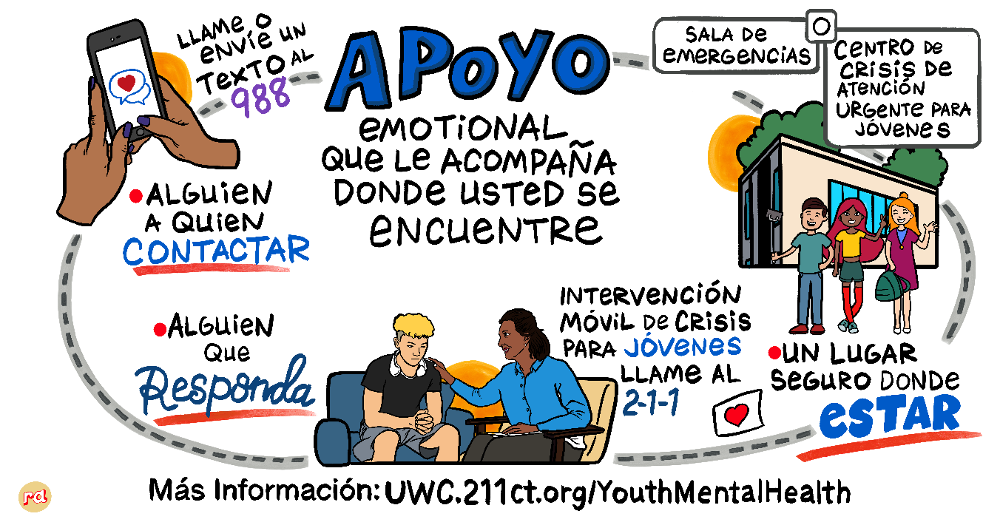 LLAME O
ENVÍE UN
TEXTO AL
988
APOYO
EMOTIONAL
QUE LE ACOMPAÑA
DONDE USTED SE
ENCUENTRE
SALA DE
EMERGENCIAS
CENTRO DE
CRISIS DE
ATENCIÓN
URGENTE PARA
JÓVENES
• ALGUIEN
A QUIEN
CONTACTAR
• ALGUIEN
QUE
Responda
INTERVENCIÓN
MÓVIL DE CRISIS
PARA JÓVENES
LLAME AL
2-1-1
• UN LUGAR
SEGURO DONDE
ESTAR
Más Información: UWC.211ct.org/YouthMentalHealth
ra